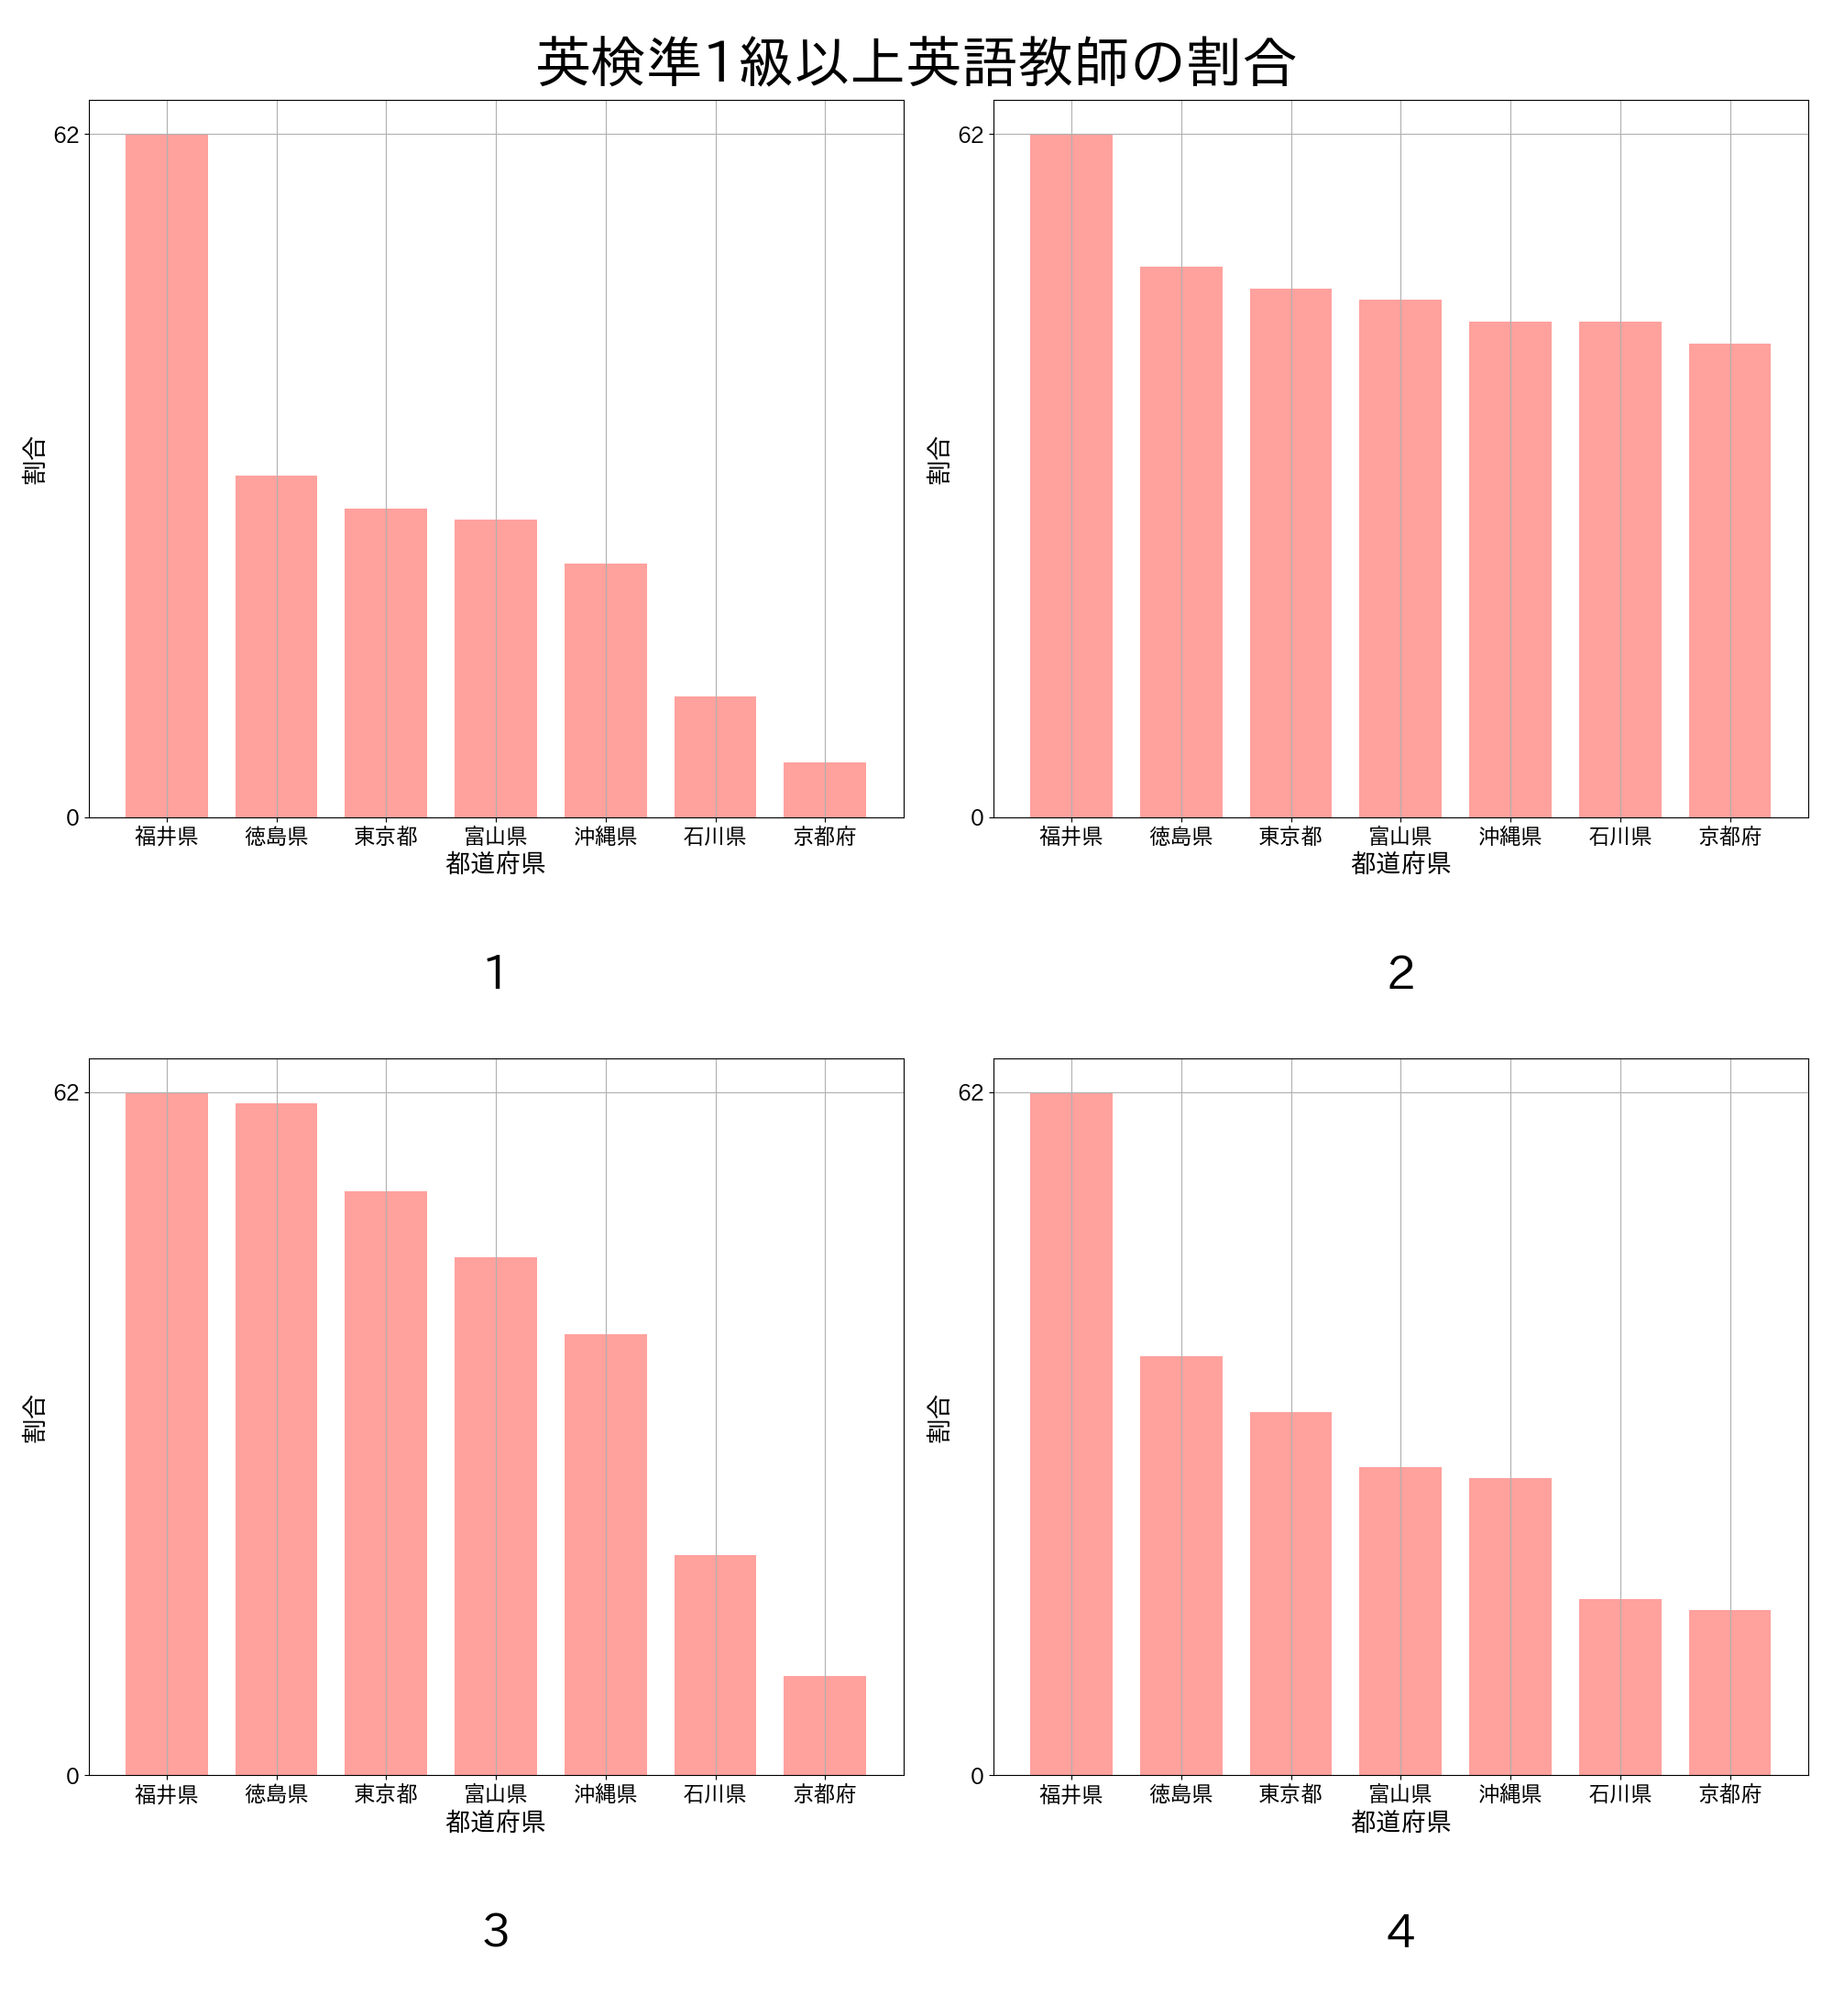 英検準1級以上英語教師の割合
62
0
割合
福井県 徳島県 東京都 富山県 沖縄県 石川県 京都府
都道府県
1
62
0
割合
福井県 徳島県 東京都 富山県 沖縄県 石川県 京都府
都道府県
2
62
0
割合
福井県 徳島県 東京都 富山県 沖縄県 石川県 京都府
都道府県
3
62
0
割合
福井県 徳島県 東京都 富山県 沖縄県 石川県 京都府
都道府県
4